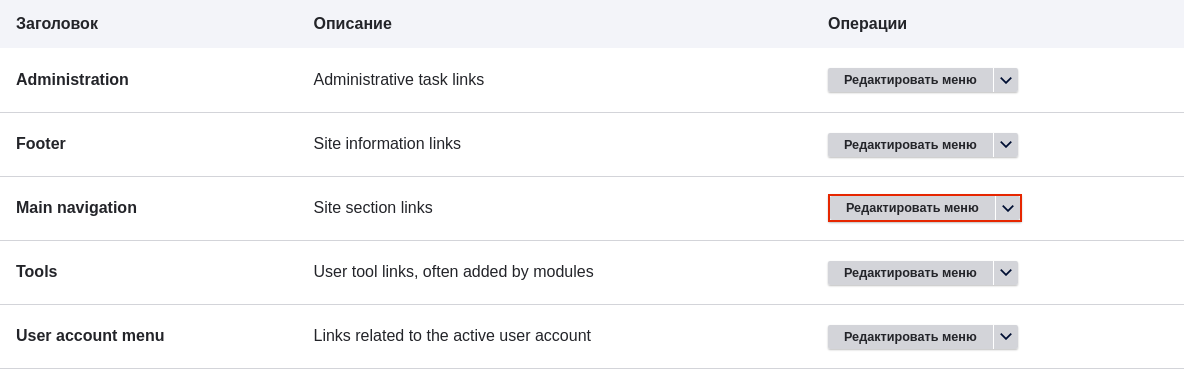 Заголовок Описание Операции
Administration Administrative task links Редактировать меню
Footer Site information links Редактировать меню
Main navigation Site section links Редактировать меню
Tools User tool links, often added by modules Редактировать меню
User account menu Links related to the active user account Редактировать меню